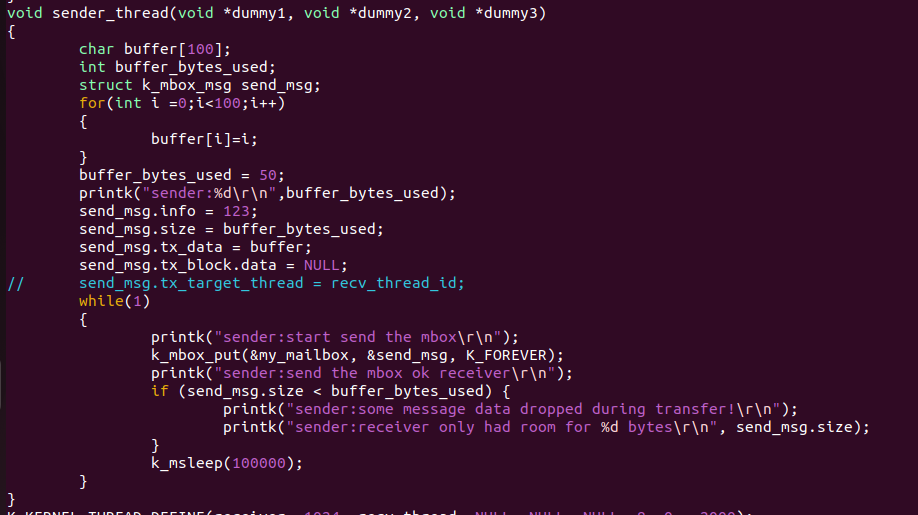 void sender_thread(void *dummy1, void *dummy2, void *dummy3)
{
        char buffer[100];
        int buffer_bytes_used;
        struct k_mbox_msg send_msg;
        for(int i =0;i<100;i++)
        {
                buffer[i]=i;
        }
        buffer_bytes_used = 50;
        printk("sender:%d\r\n",buffer_bytes_used);
        send_msg.info = 123;
        send_msg.size = buffer_bytes_used;
        send_msg.tx_data = buffer;
        send_msg.tx_block.data = NULL;
//      send_msg.tx_target_thread = recv_thread_id;
        while(1)
        {
                printk("sender:start send the mbox\r\n");
                k_mbox_put(&my_mailbox, &send_msg, K_FOREVER);
                printk("sender:send the mbox ok receiver\r\n");
                if (send_msg.size < buffer_bytes_used) {
                        printk("sender:some message data dropped during transfer!\r\n");
                        printk("sender:receiver only had room for %d bytes\r\n", send_msg.size);
                }
                k_msleep(100000);
        }
}